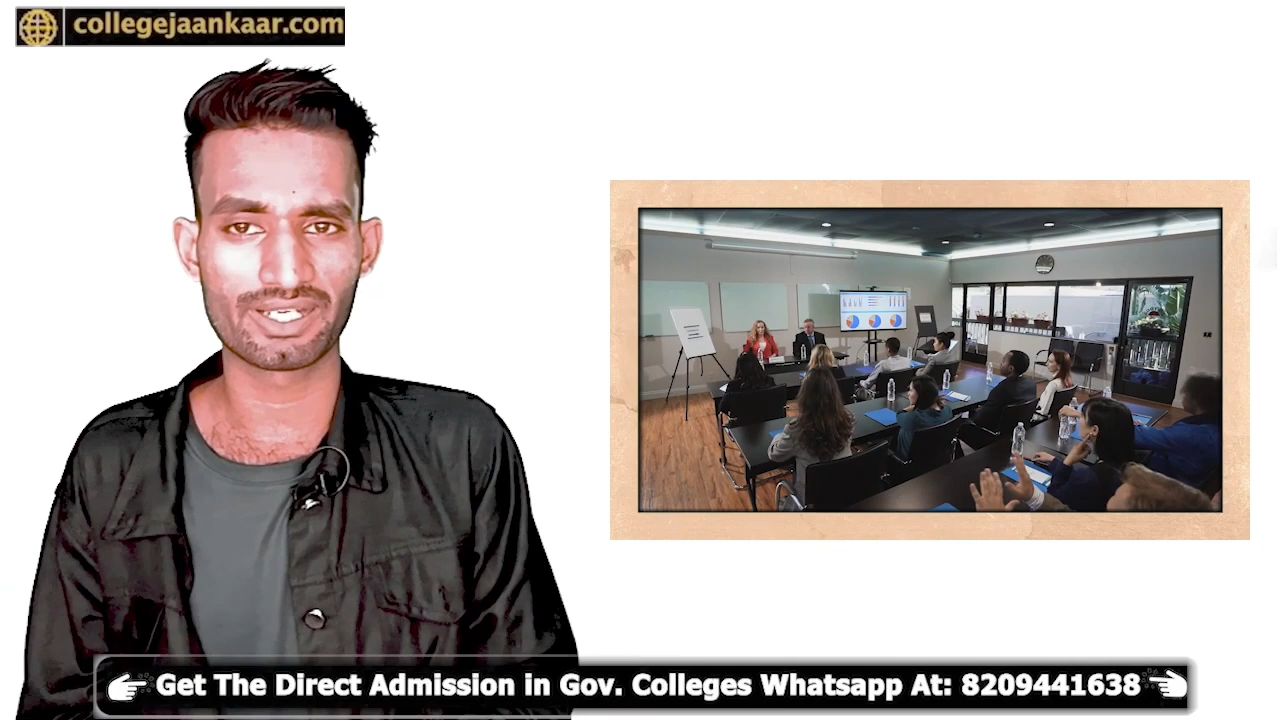 collegejaankaar.com
Get The Direct Admission in Gov. Colleges Whatsapp At: 8209441638